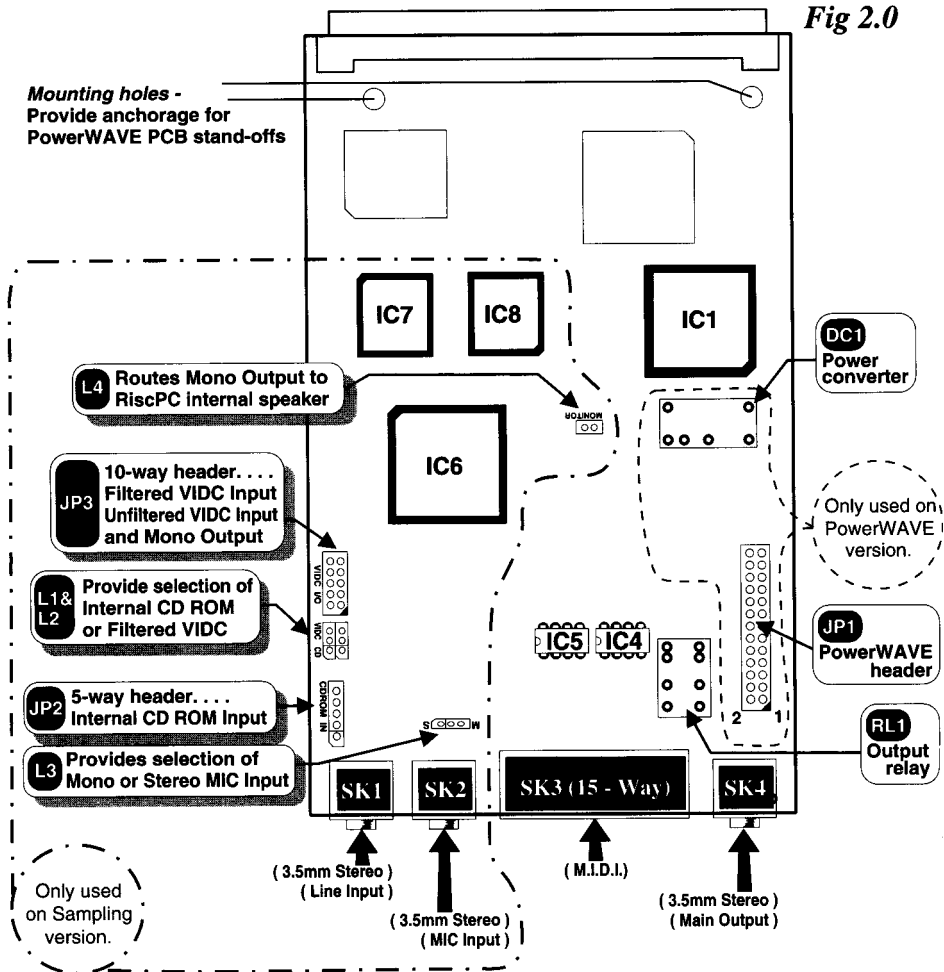 Fig 2.0
Mounting holes -
Provide anchorage for
PowerWAVE PCB stand-offs
IC7
IC8
IC1
DC1
Power
converter
L4
Routes Mono Output to
RiscPC internal speaker
MONITOR
IC6
JP3
10-way header. . . .
Filtered VIDC Input
Unfiltered VIDC Input
and Mono Output
VIDC I/O
Only used on
PowerWAVE
version.
L1&
L2
Provide selection of
Internal CD ROM
or Filtered VIDC
VIDC
CD
IC5
IC4
JP1
PowerWAVE
header
JP2
5-way header. . . .
Internal CD ROM Input
CDROM IN
S
M
2
1
RL1
Output
relay
L3
Provides selection of
Mono or Stereo MIC Input
SK1
SK2
SK3 (15 - Way)
SK4
( 3.5mm Stereo )
( Line Input )
( 3.5mm Stereo )
( MIC Input )
( M.I.D.I.)
( 3.5mm Stereo )
( Main Output )
Only used
on Sampling
version.